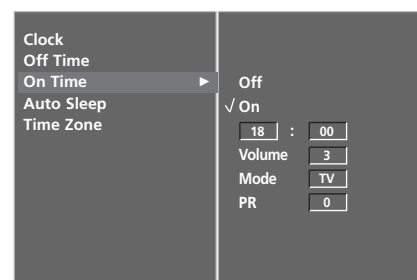 Clock
Off Time
On Time ►
Auto Sleep
Time Zone
Off
√ On
18 : 00
Volume 3
Mode TV
PR 0